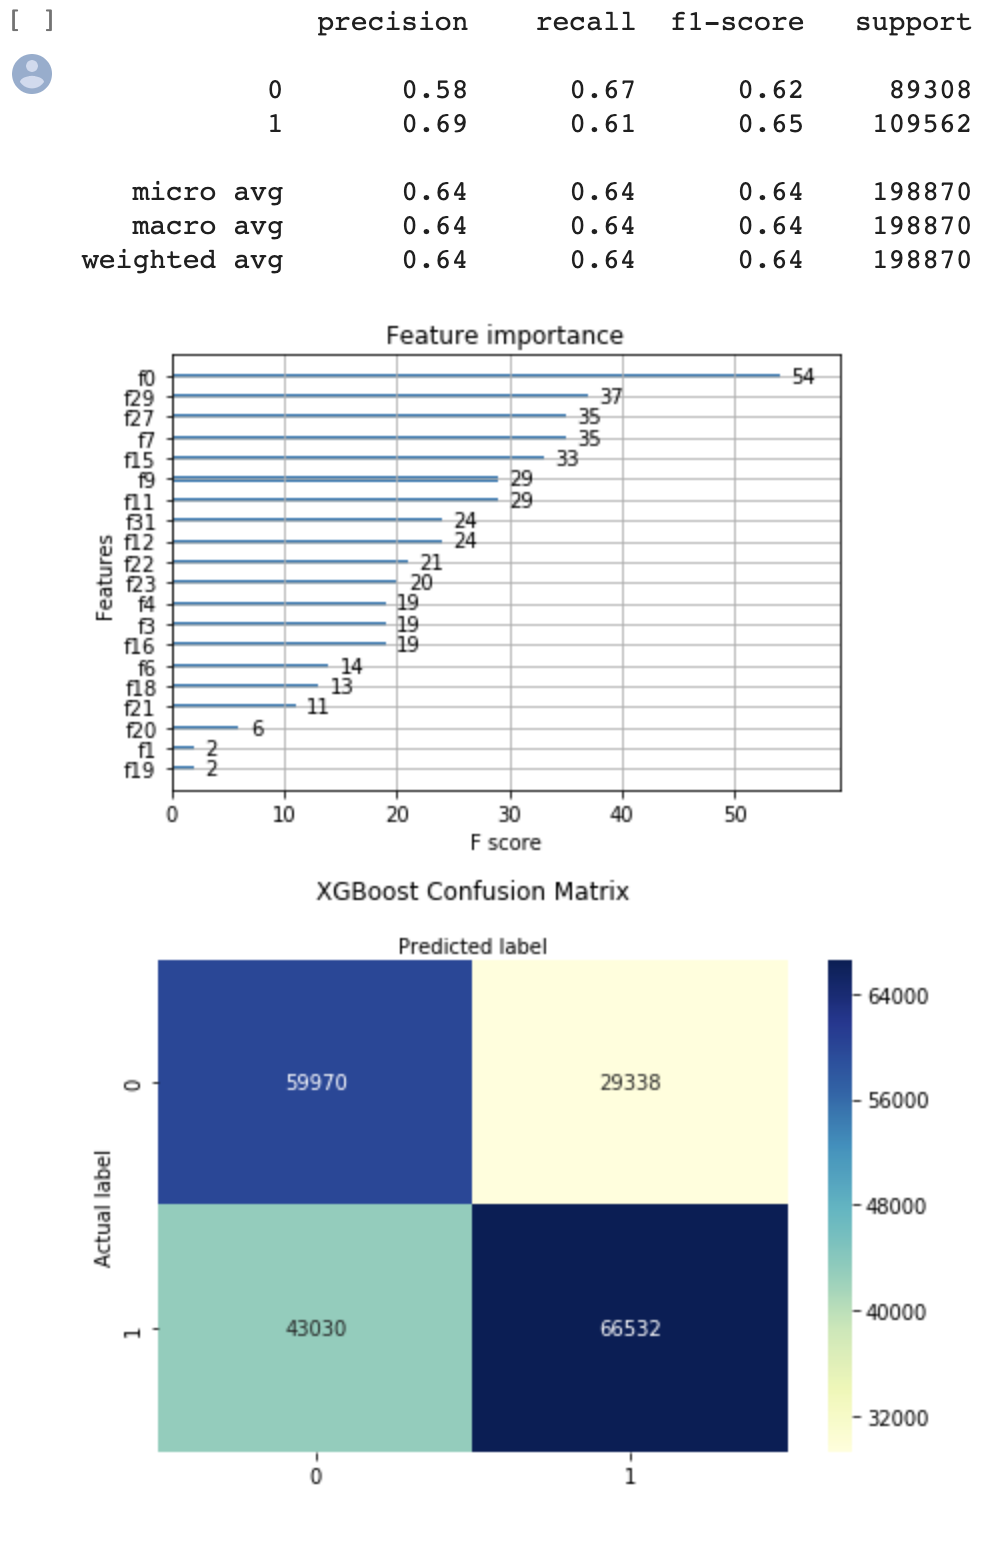 [ ] precision recall f1-score support
0 0.58 0.67 0.62 89308
1 0.69 0.61 0.65 109562
micro avg 0.64 0.64 0.64 198870
macro avg 0.64 0.64 0.64 198870
weighted avg 0.64 0.64 0.64 198870
Feature importance
f0 54
f29 37
f27 35
f7 35
f15 33
f9 29
f11 29
f31 24
f12 24
f22 21
f23 20
f4 19
f3 19
f16 19
f6 14
f18 13
f21 11
f20 6
f1 2
f19 2
Features
0 10 20 30 40 50
F score
XGBoost Confusion Matrix
Predicted label
59970 29338
43030 66532
0
1
Actual label
0 1
64000
56000
48000
40000
32000